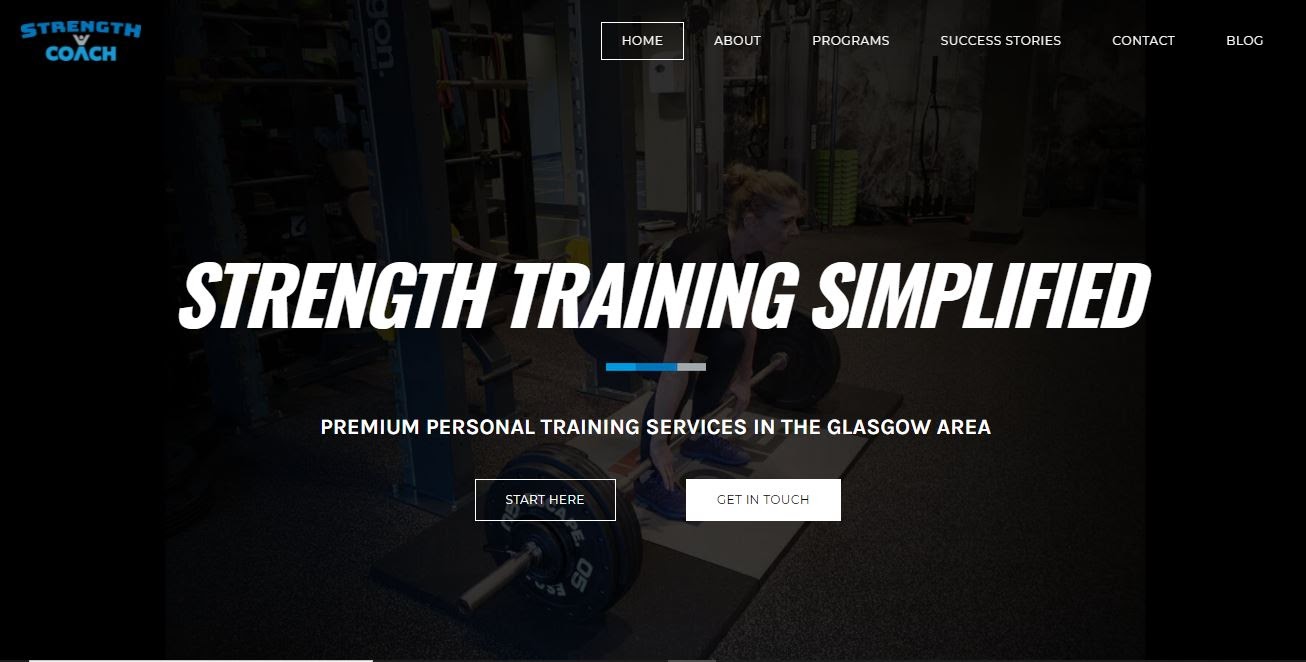 STRENGTH
COACH
HOME
ABOUT
PROGRAMS
SUCCESS STORIES
CONTACT
BLOG
STRENGTH TRAINING SIMPLIFIED
PREMIUM PERSONAL TRAINING SERVICES IN THE GLASGOW AREA
START HERE
GET IN TOUCH